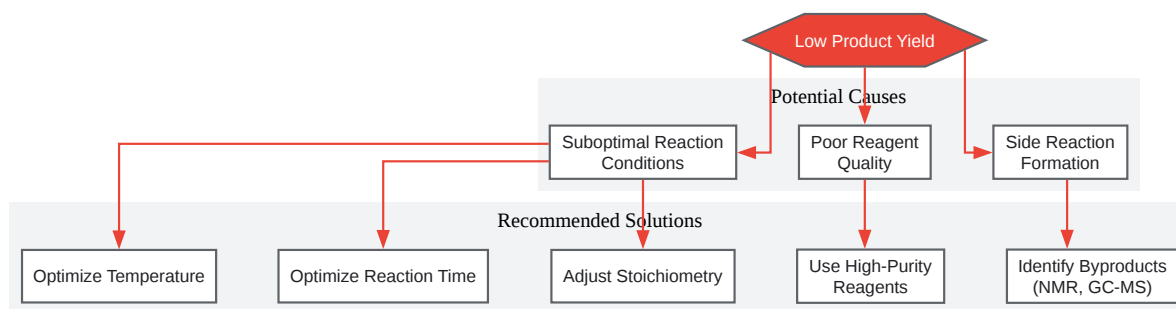 Low Product Yield
Potential Causes
Suboptimal Reaction
Conditions
Poor Reagent
Quality
Side Reaction
Formation
Recommended Solutions
Optimize Temperature
Optimize Reaction Time
Adjust Stoichiometry
Use High-Purity
Reagents
Identify Byproducts
(NMR, GC-MS)